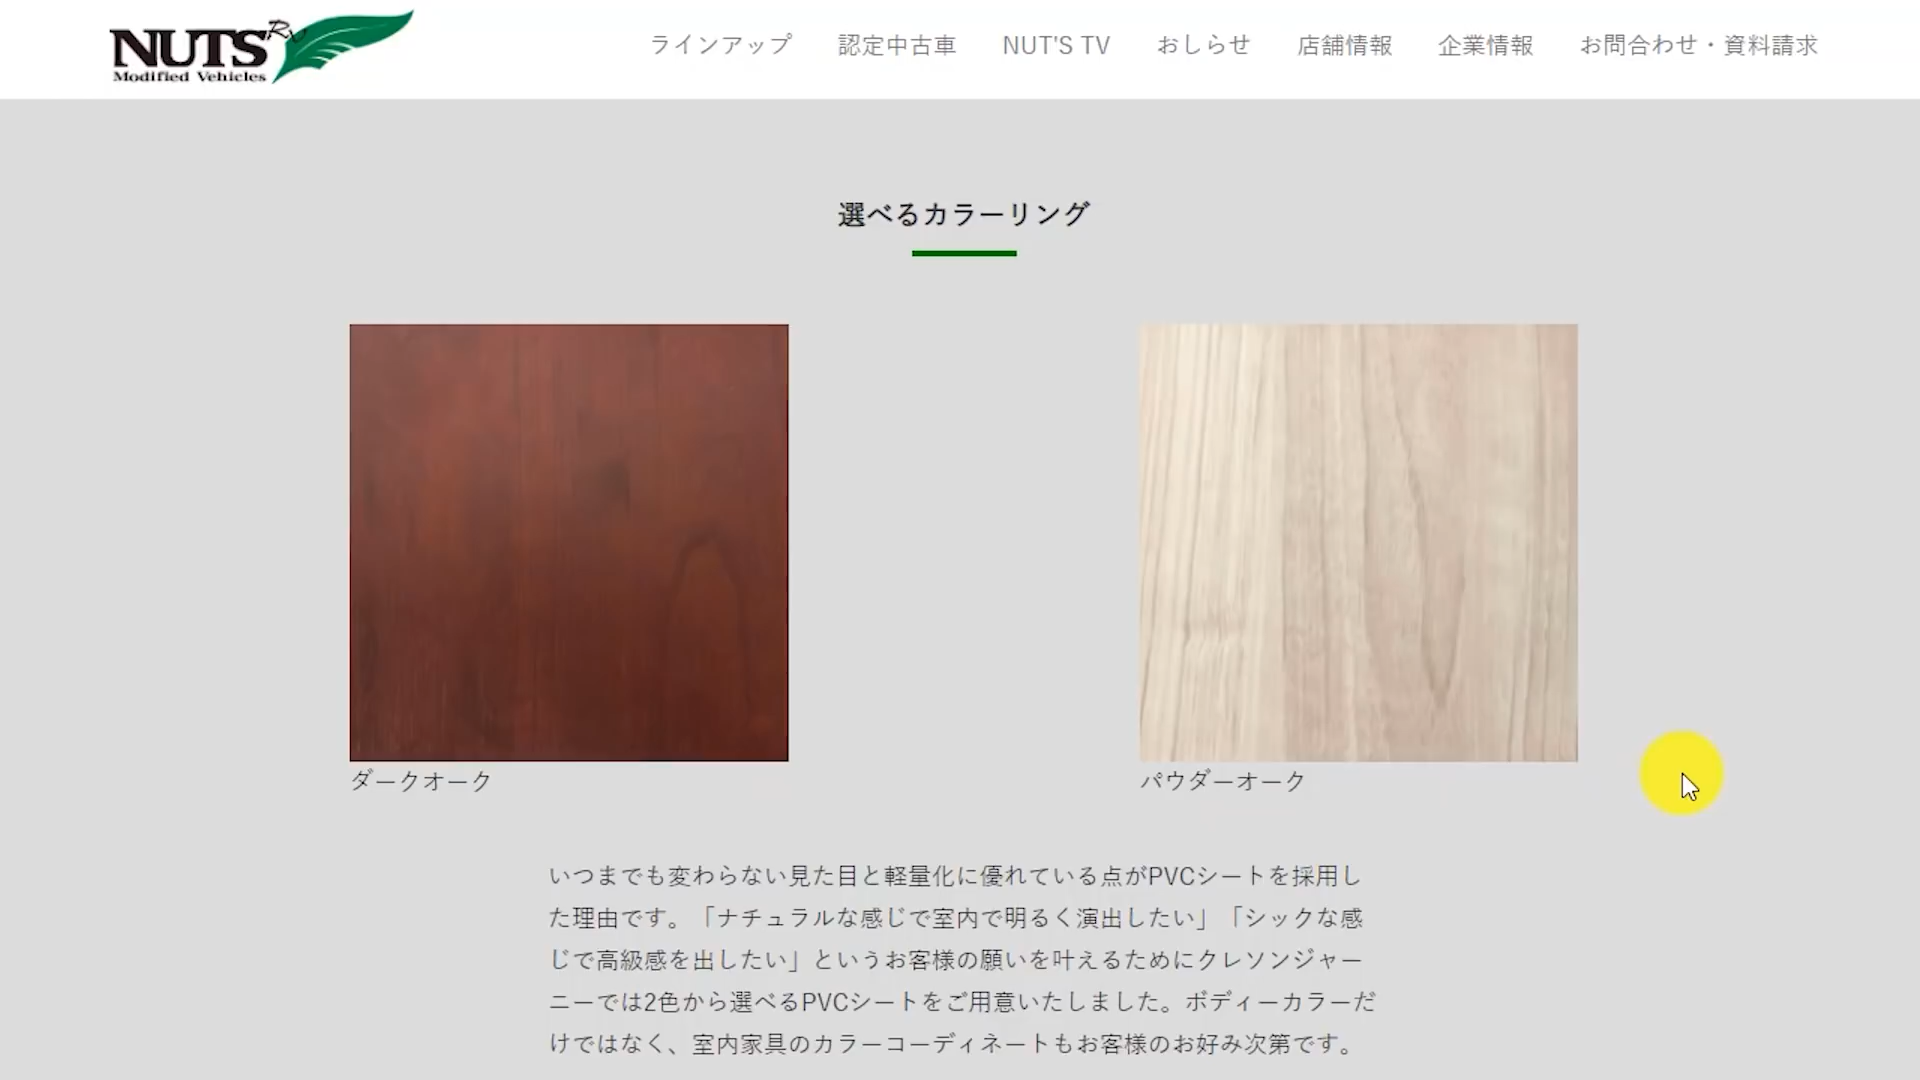 NUTS RV
Modified Vehicles
ラインアップ 認定中古車 NUT'S TV おしらせ 店舗情報 企業情報 お問合わせ・資料請求
選べるカラーリング
ダークオーク
パウダーオーク
いつまでも変わらない見た目と軽量化に優れている点がPVCシートを採用し
た理由です。「ナチュラルな感じで室内で明るく演出したい」「シックな感
じで高級感を出したい」というお客様の願いを叶えるためにクレソンジャー
ニーでは2色から選べるPVCシートをご用意いたしました。ボディーカラーだ
けではなく、室内家具のカラーコーディネートもお客様のお好み次第です。